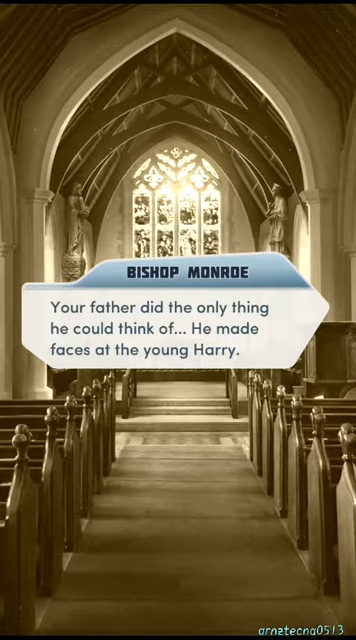 BISHOP MONROE
Your father did the only thing
he could think of... He made
faces at the young Harry.
arnztecna0513